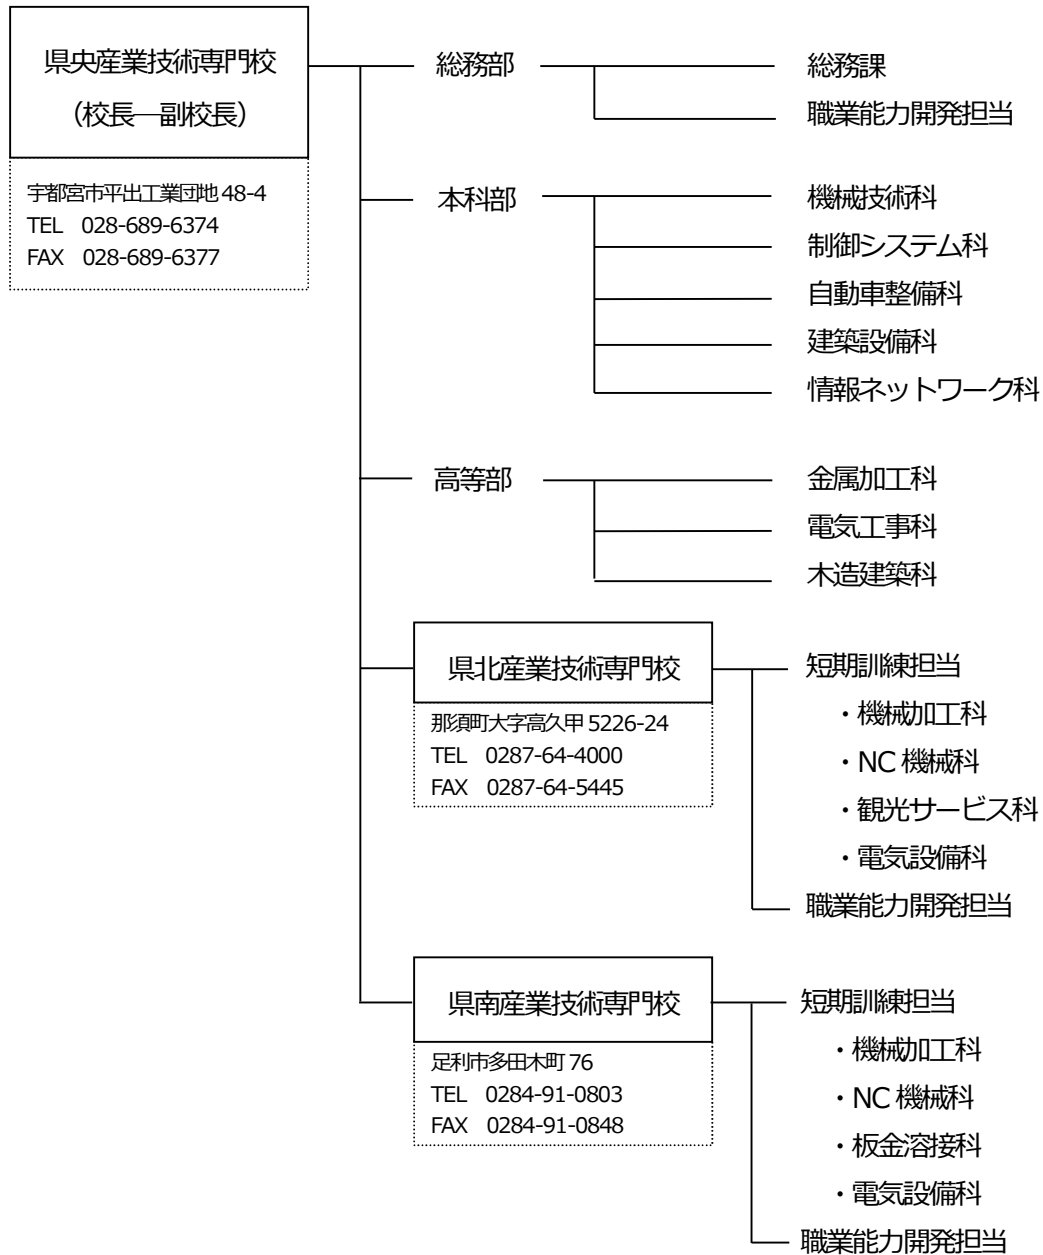 県央産業技術専門校
（校長―副校長）
宇都宮市平出工業団地 48-4
TEL 028-689-6374
FAX 028-689-6377
総務部
総務課
職業能力開発担当
本科部
機械技術科
制御システム科
自動車整備科
建築設備科
情報ネットワーク科
高等部
金属加工科
電気工事科
木造建築科
県北産業技術専門校
那須町大字高久甲 5226-24
TEL 0287-64-4000
FAX 0287-64-5445
短期訓練担当
・機械加工科
・NC 機械科
・観光サービス科
・電気設備科
職業能力開発担当
県南産業技術専門校
足利市多田木町 76
TEL 0284-91-0803
FAX 0284-91-0848
短期訓練担当
・機械加工科
・NC 機械科
・板金溶接科
・電気設備科
職業能力開発担当